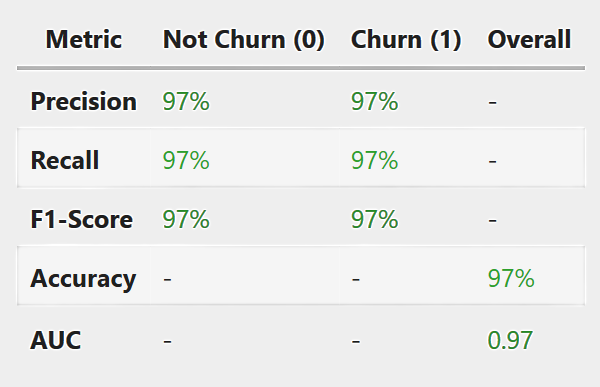 Metric Not Churn (0) Churn (1) Overall
Precision 97% 97% -
Recall 97% 97% -
F1-Score 97% 97% -
Accuracy - - 97%
AUC - - 0.97